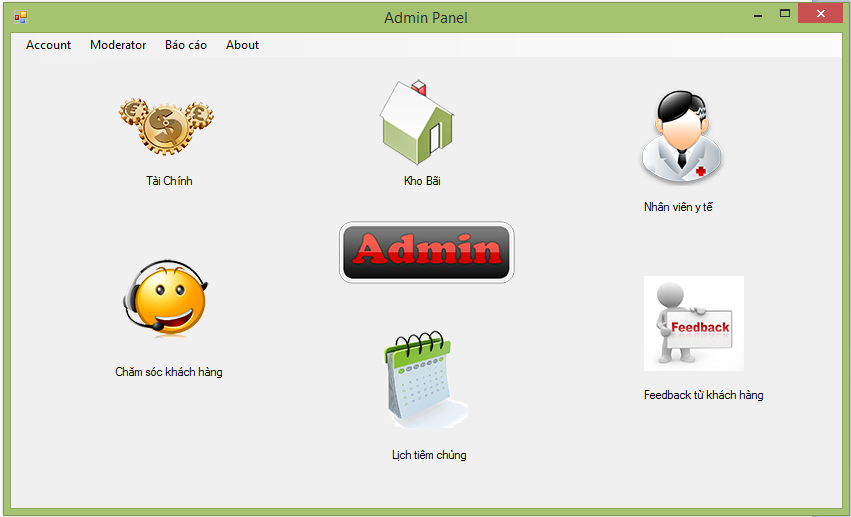 Admin Panel
Account Moderator Báo cáo About
Tài Chính
Kho Bãi
Nhân viên y tế
Admin
Feedback
Chăm sóc khách hàng
Feedback từ khách hàng
Lịch tiêm chủng